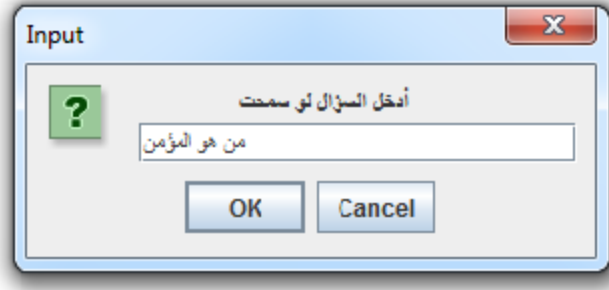 Input
أدخل السؤال لو سمحت
من هو المؤمن
OK
Cancel